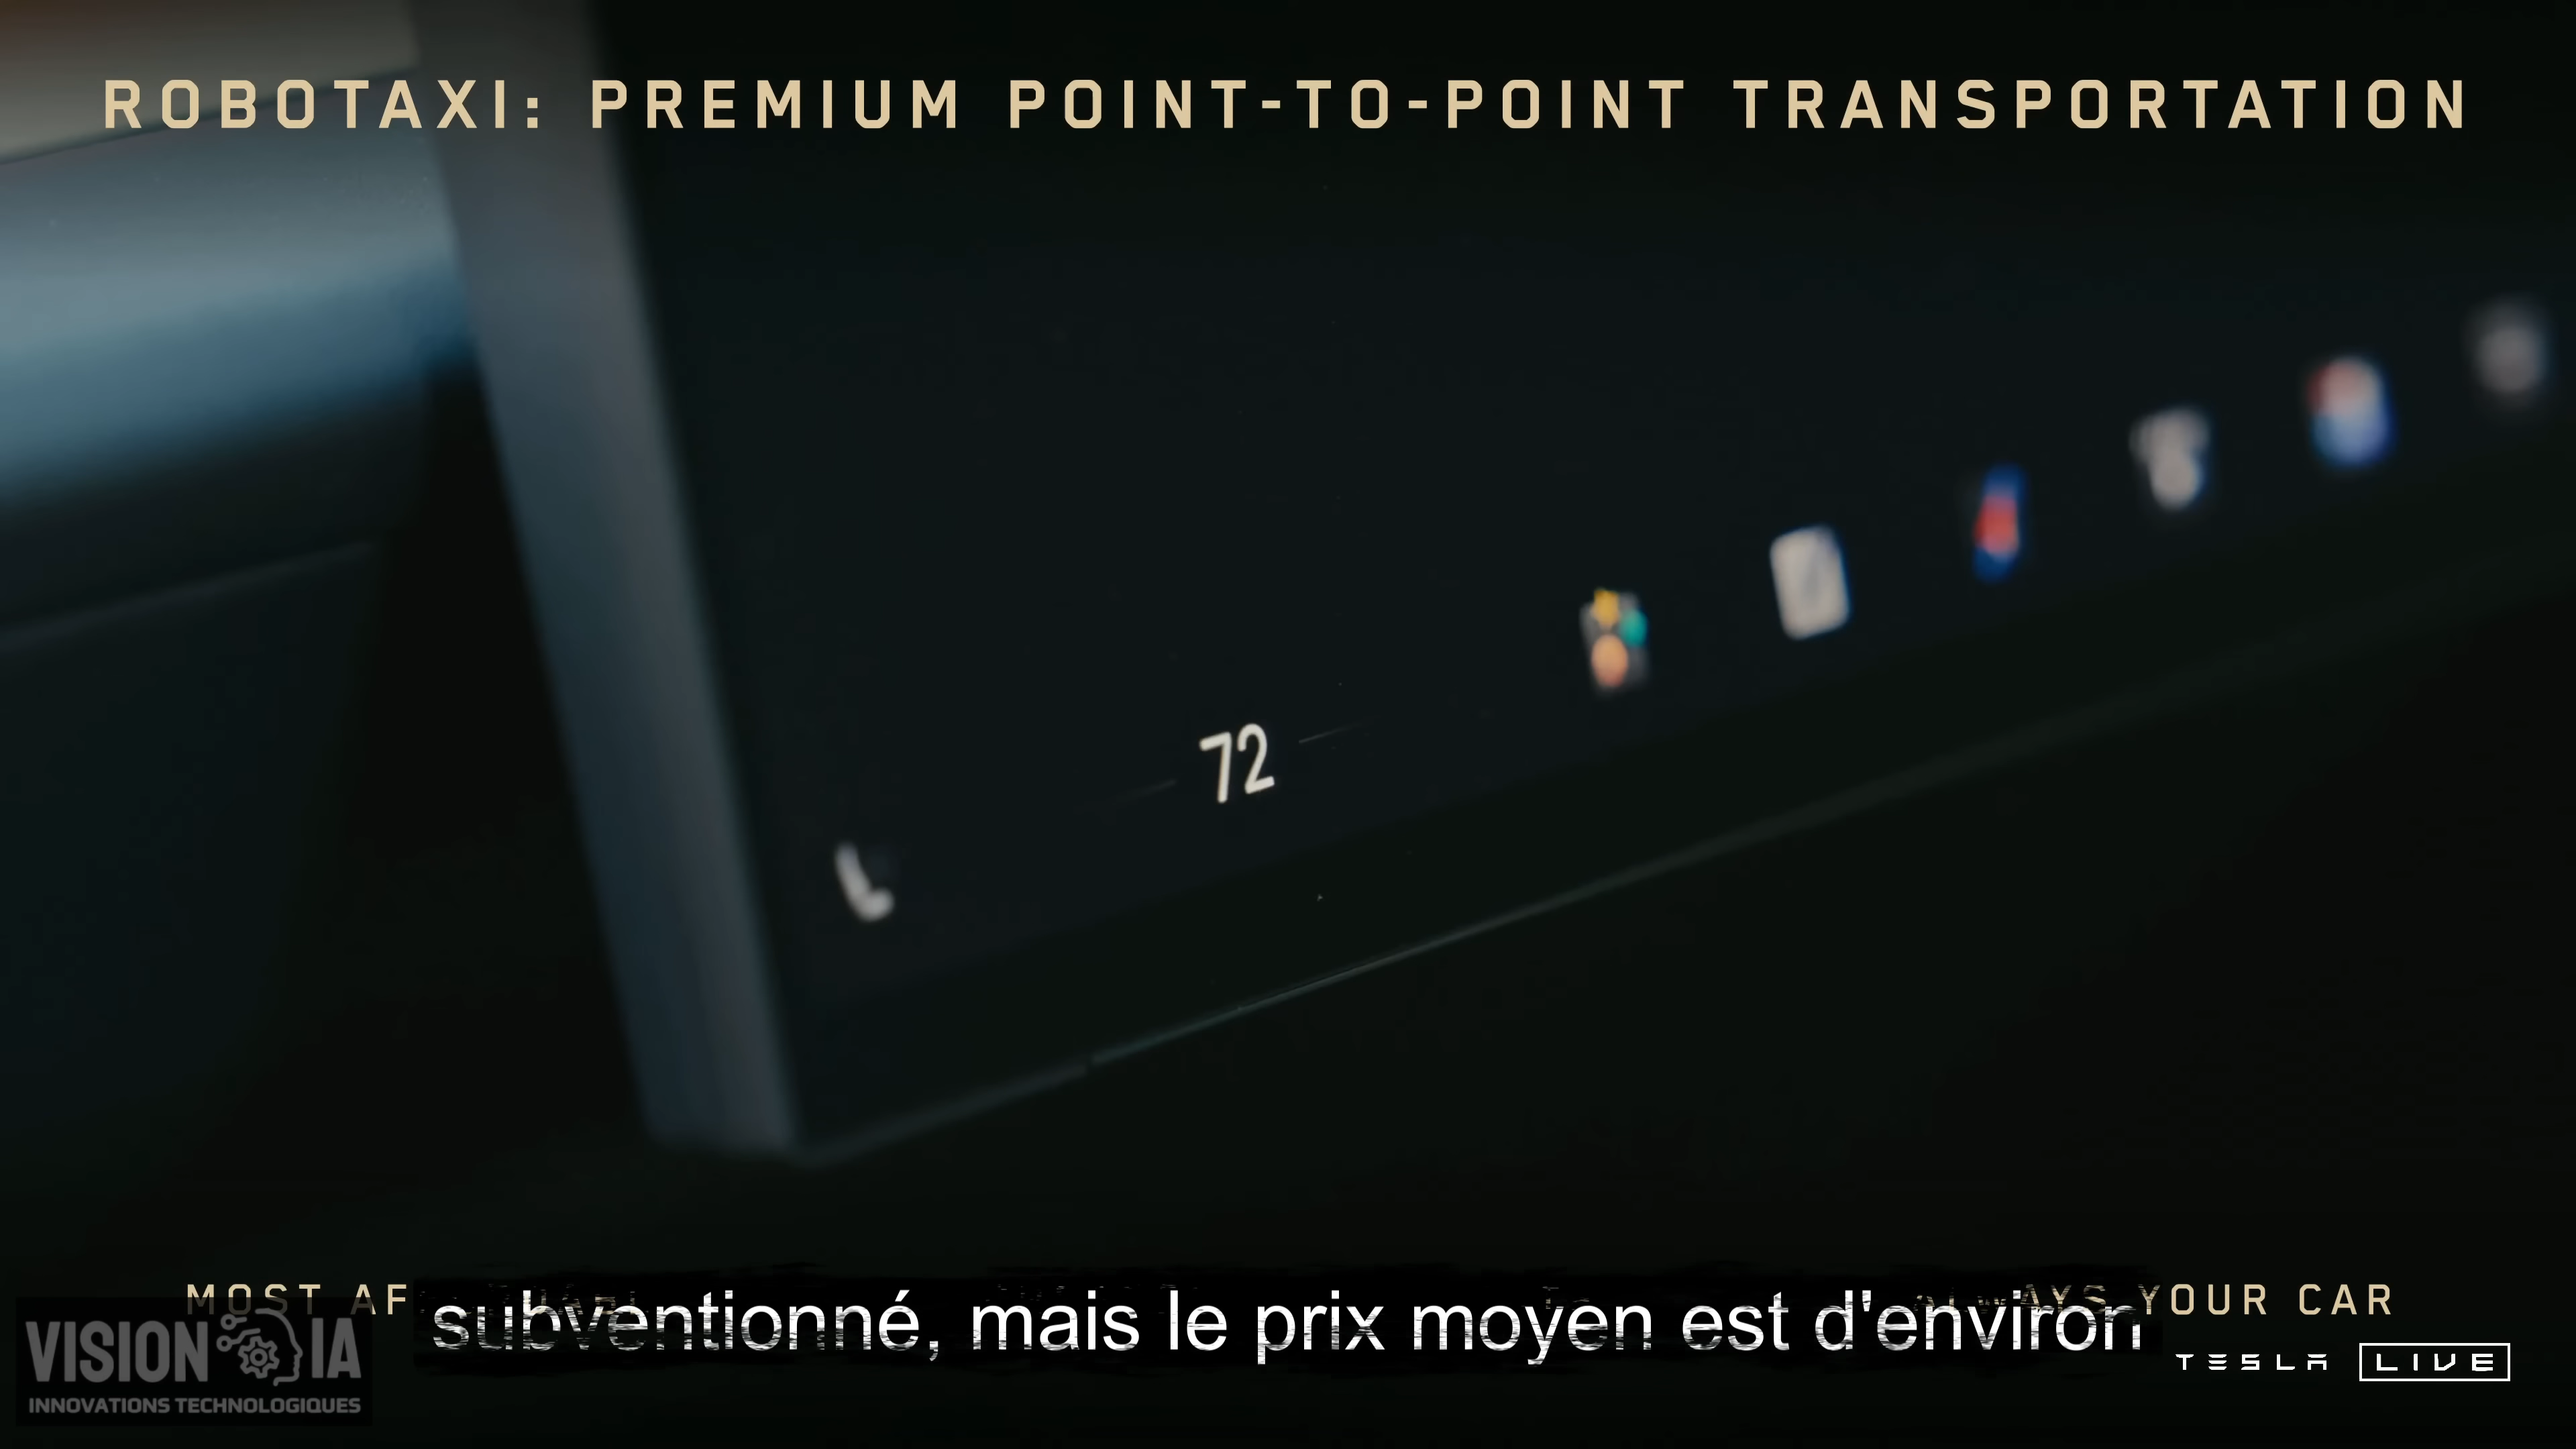 ROBOTAXI: PREMIUM POINT-TO-POINT TRANSPORTATION
72
MOST
YOUR CAR
subventionné, mais le prix moyen est d'environ
VISION IA
INNOVATIONS TECHNOLOGIQUES
TESLA LIVE